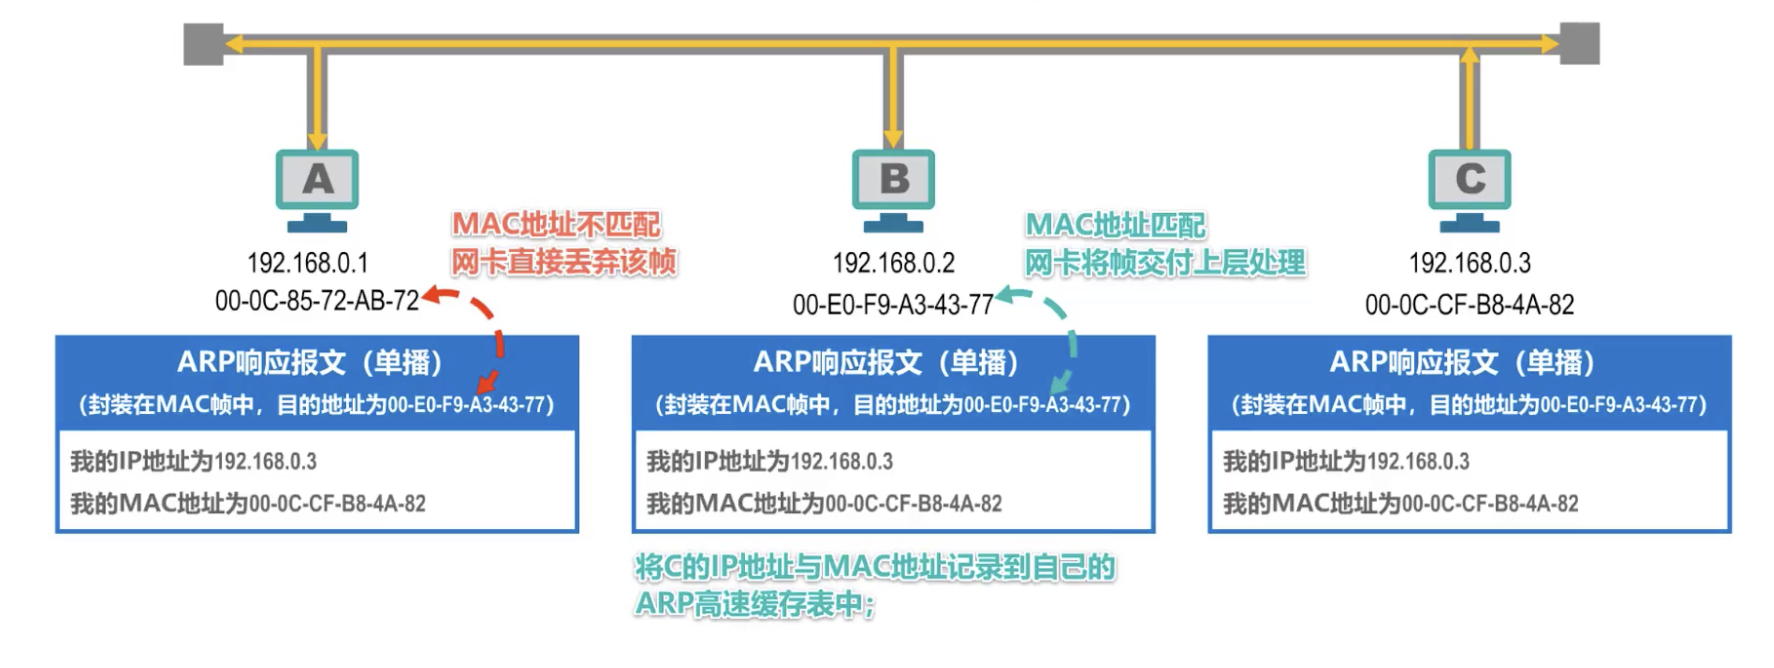 A
B
C
MAC地址不匹配
网卡直接丢弃该帧
MAC地址匹配
网卡将帧交付上层处理
192.168.0.1
00-0C-85-72-AB-72
192.168.0.2
00-E0-F9-A3-43-77
192.168.0.3
00-0C-CF-B8-4A-82
ARP响应报文（单播）
（封装在MAC帧中，目的地址为00-E0-F9-A3-43-77）
我的IP地址为192.168.0.3
我的MAC地址为00-0C-CF-B8-4A-82
ARP响应报文（单播）
（封装在MAC帧中，目的地址为00-E0-F9-A3-43-77）
我的IP地址为192.168.0.3
我的MAC地址为00-0C-CF-B8-4A-82
ARP响应报文（单播）
（封装在MAC帧中，目的地址为00-E0-F9-A3-43-77）
我的IP地址为192.168.0.3
我的MAC地址为00-0C-CF-B8-4A-82
将C的IP地址与MAC地址记录到自己的
ARP高速缓存表中；